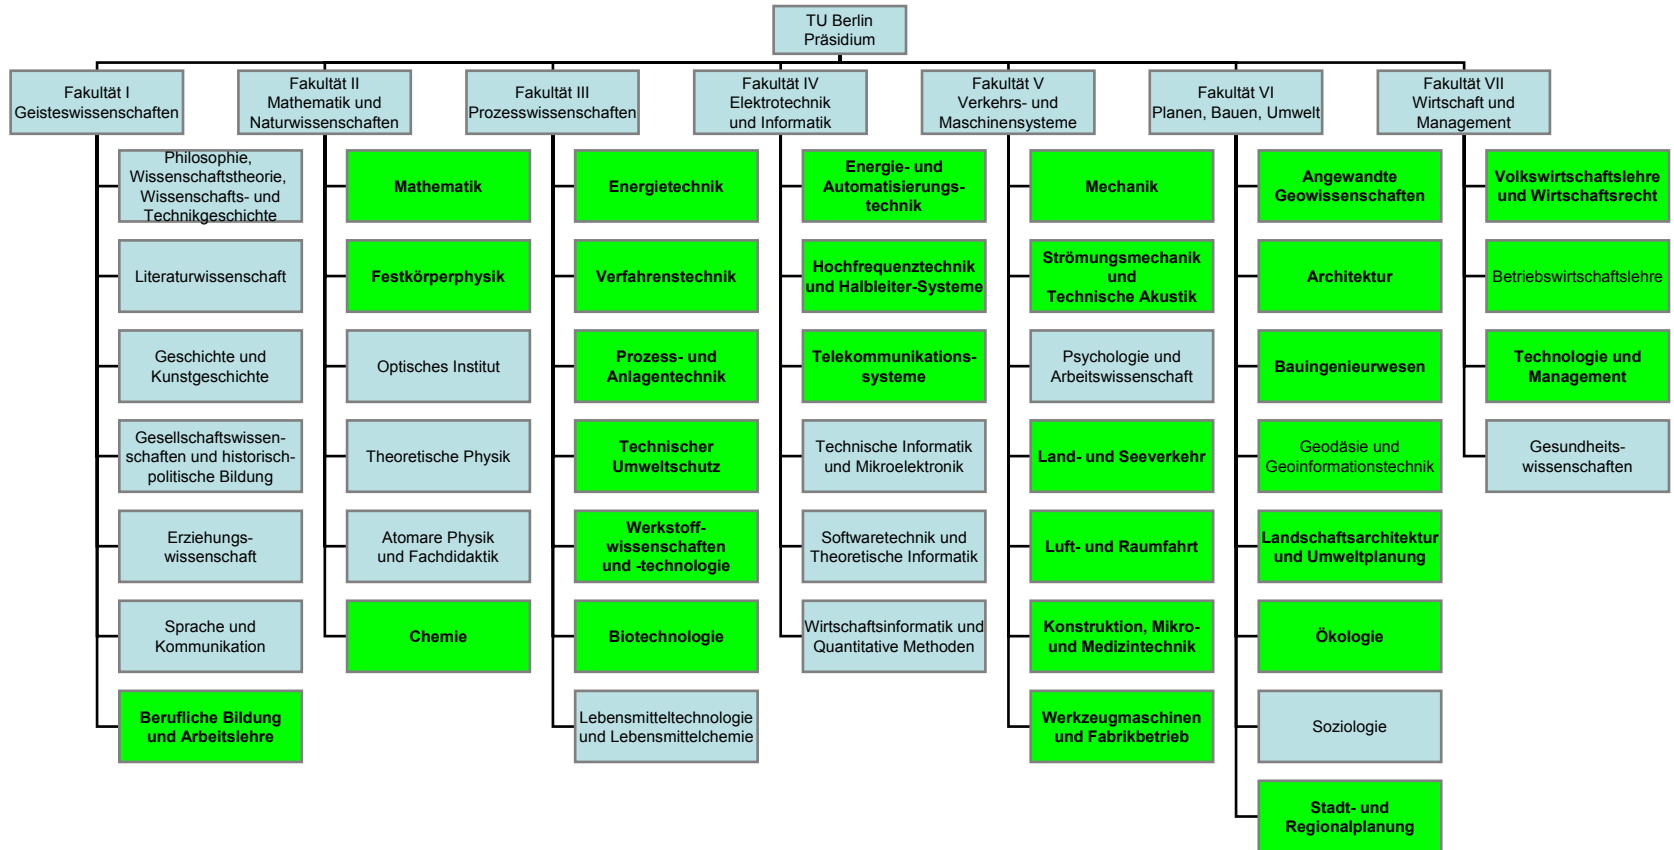 TU Berlin
Präsidium
Fakultät I
Geisteswissenschaften
Philosophie,
Wissenschaftstheorie,
Wissenschafts- und
Technikgeschichte
Literaturwissenschaft
Geschichte und
Kunstgeschichte
Gesellschaftswissen-
schaften und historisch-
politische Bildung
Erziehungs-
wissenschaft
Sprache und
Kommunikation
Berufliche Bildung
und Arbeitslehre
Fakultät II
Mathematik und
Naturwissenschaften
Mathematik
Festkörperphysik
Optisches Institut
Theoretische Physik
Atomare Physik
und Fachdidaktik
Chemie
Fakultät III
Prozesswissenschaften
Energietechnik
Verfahrenstechnik
Prozess- und
Anlagentechnik
Technischer
Umweltschutz
Werkstoff-
wissenschaften
und -technologie
Biotechnologie
Lebensmitteltechnologie
und Lebensmittelchemie
Fakultät IV
Elektrotechnik
und Informatik
Energie- und
Automatisierungs-
technik
Hochfrequenztechnik
und Halbleiter-Systeme
Telekommunikations-
systeme
Technische Informatik
und Mikroelektronik
Softwaretechnik und
Theoretische Informatik
Wirtschaftsinformatik und
Quantitative Methoden
Fakultät V
Verkehrs- und
Maschinensysteme
Mechanik
Strömungsmechanik
und
Technische Akustik
Psychologie und
Arbeitswissenschaft
Land- und Seeverkehr
Luft- und Raumfahrt
Konstruktion, Mikro-
und Medizintechnik
Werkzeugmaschinen
und Fabrikbetrieb
Fakultät VI
Planen, Bauen, Umwelt
Angewandte
Geowissenschaften
Architektur
Bauingenieurwesen
Geodäsie und
Geoinformationstechnik
Landschaftsarchitektur
und Umweltplanung
Ökologie
Soziologie
Stadt- und
Regionalplanung
Fakultät VII
Wirtschaft und
Management
Volkswirtschaftslehre
und Wirtschaftsrecht
Betriebswirtschaftslehre
Technologie und
Management
Gesundheits-
wissenschaften